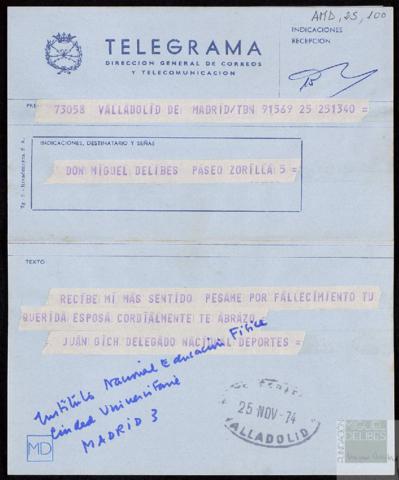 AMD, 25, 100
TELEGRAMA
DIRECCION GENERAL DE CORREOS
Y TELECOMUNICACION
INDICACIONES
RECEPCION
73058 VALLADOLID DE MADRID/TBN 91569 25 251340 =
INDICACIONES, DESTINATARIO Y SEÑAS
DON MIGUEL DELIBES PASEO ZORILLA 5 =
TEXTO
RECIBE MI MAS SENTIDO PESAME POR FALLECIMIENTO TU
QUERIDA ESPOSA CORDIALMENTE TE ABRAZO =
JUAN GICH DELEGADO NACIONAL DEPORTES =
Instituto Nacional Educación Física
Ciudad Universitaria
MADRID 3
25 NOV-74
VALLADOLID
MD
FUNDACIÓN
MIGUEL
DELIBES